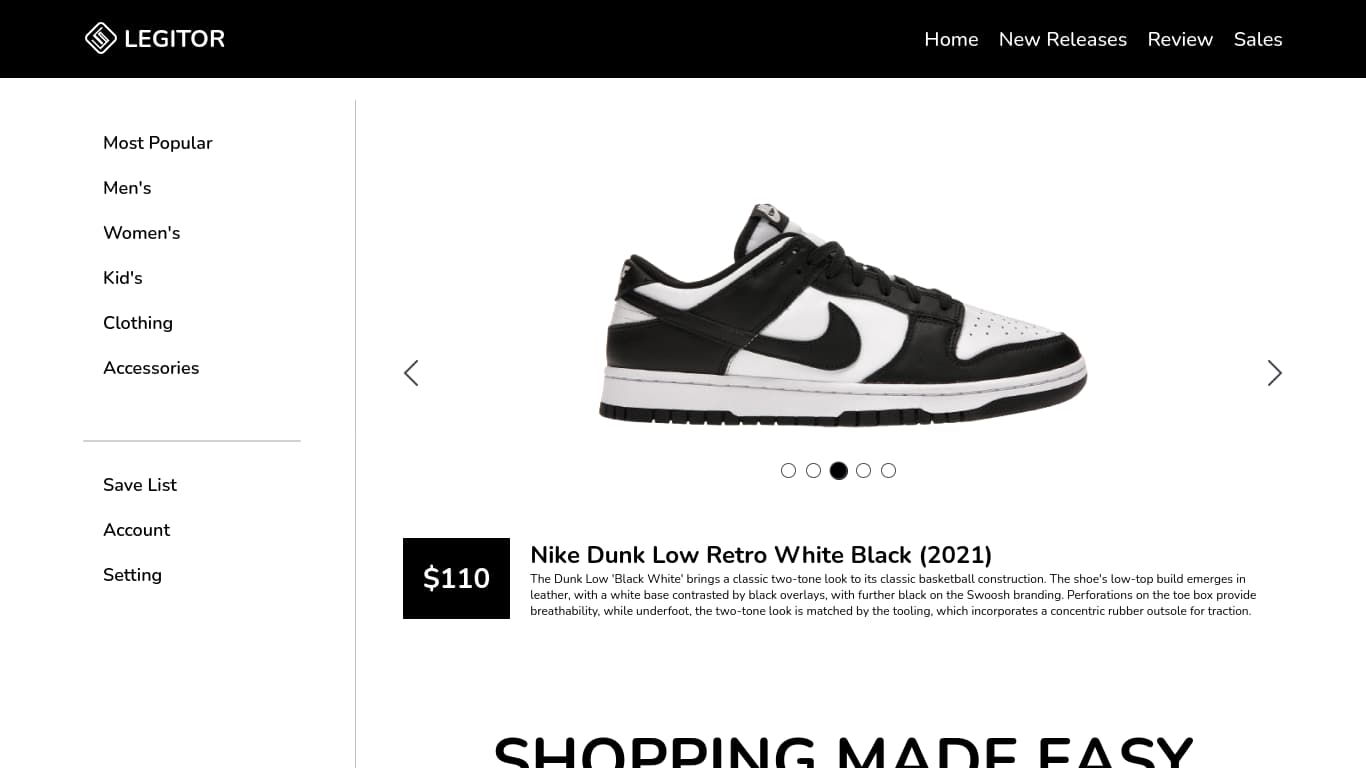 LEGITOR
Home
New Releases
Review
Sales
Most Popular
Men's
Women's
Kid's
Clothing
Accessories
Save List
Account
Setting
$110
Nike Dunk Low Retro White Black (2021)
The Dunk Low 'Black White' brings a classic two-tone look to its classic basketball construction. The shoe's low-top build emerges in
leather, with a white base contrasted by black overlays, with further black on the Swoosh branding. Perforations on the toe box provide
breathability, while underfoot, the two-tone look is matched by the tooling, which incorporates a concentric rubber outsole for traction.
SHOPPING MADE EASY